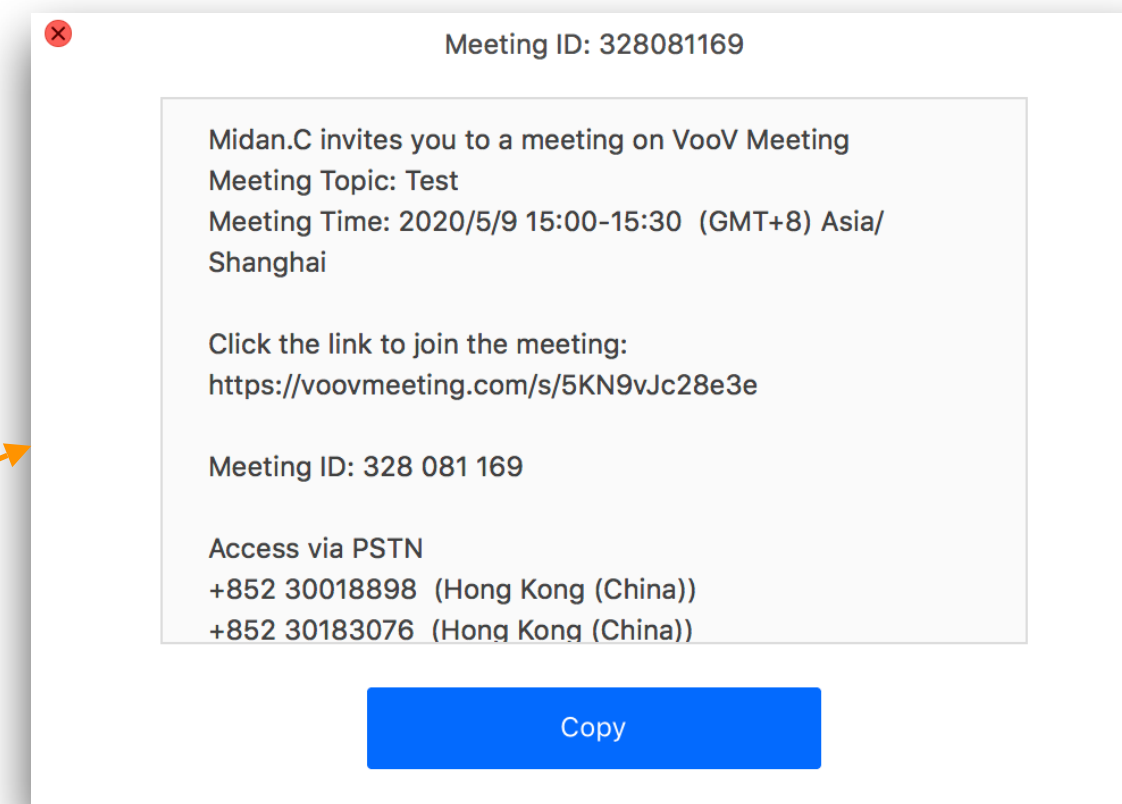 Meeting ID: 328081169
Midan.C invites you to a meeting on VooV Meeting
Meeting Topic: Test
Meeting Time: 2020/5/9 15:00-15:30  (GMT+8) Asia/
Shanghai
Click the link to join the meeting:
https://voovmeeting.com/s/5KN9vJc28e3e
Meeting ID: 328 081 169
Access via PSTN
+852 30018898  (Hong Kong (China))
+852 30183076  (Hong Kong (China))
Copy